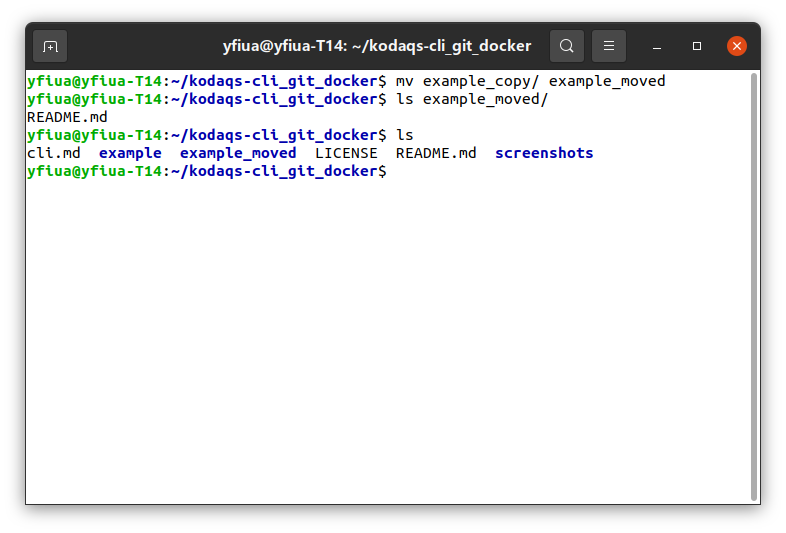 yfiua@yfiua-T14: ~/kodaqs-cli_git_docker
yfiua@yfiua-T14:~/kodaqs-cli_git_docker$ mv example_copy/ example_moved
yfiua@yfiua-T14:~/kodaqs-cli_git_docker$ ls example_moved/
README.md
yfiua@yfiua-T14:~/kodaqs-cli_git_docker$ ls
cli.md  example  example_moved  LICENSE  README.md  screenshots
yfiua@yfiua-T14:~/kodaqs-cli_git_docker$